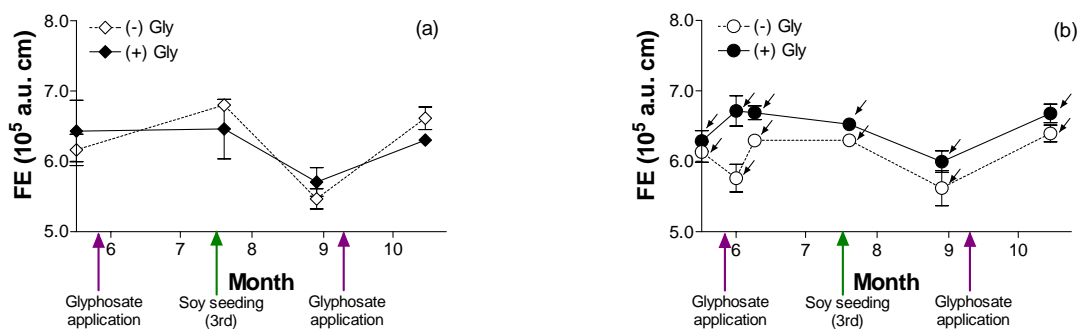 8.0
7.0
6.0
5.0
FE (10⁵ a.u. cm)
(-) Gly
(+) Gly
(a)
6 7 8 9 10
Month
Glyphosate application
Soy seeding (3rd)
Glyphosate application
8.0
7.0
6.0
5.0
FE (10⁵ a.u. cm)
(-) Gly
(+) Gly
(b)
6 7 8 9 10
Month
Glyphosate application
Soy seeding (3rd)
Glyphosate application